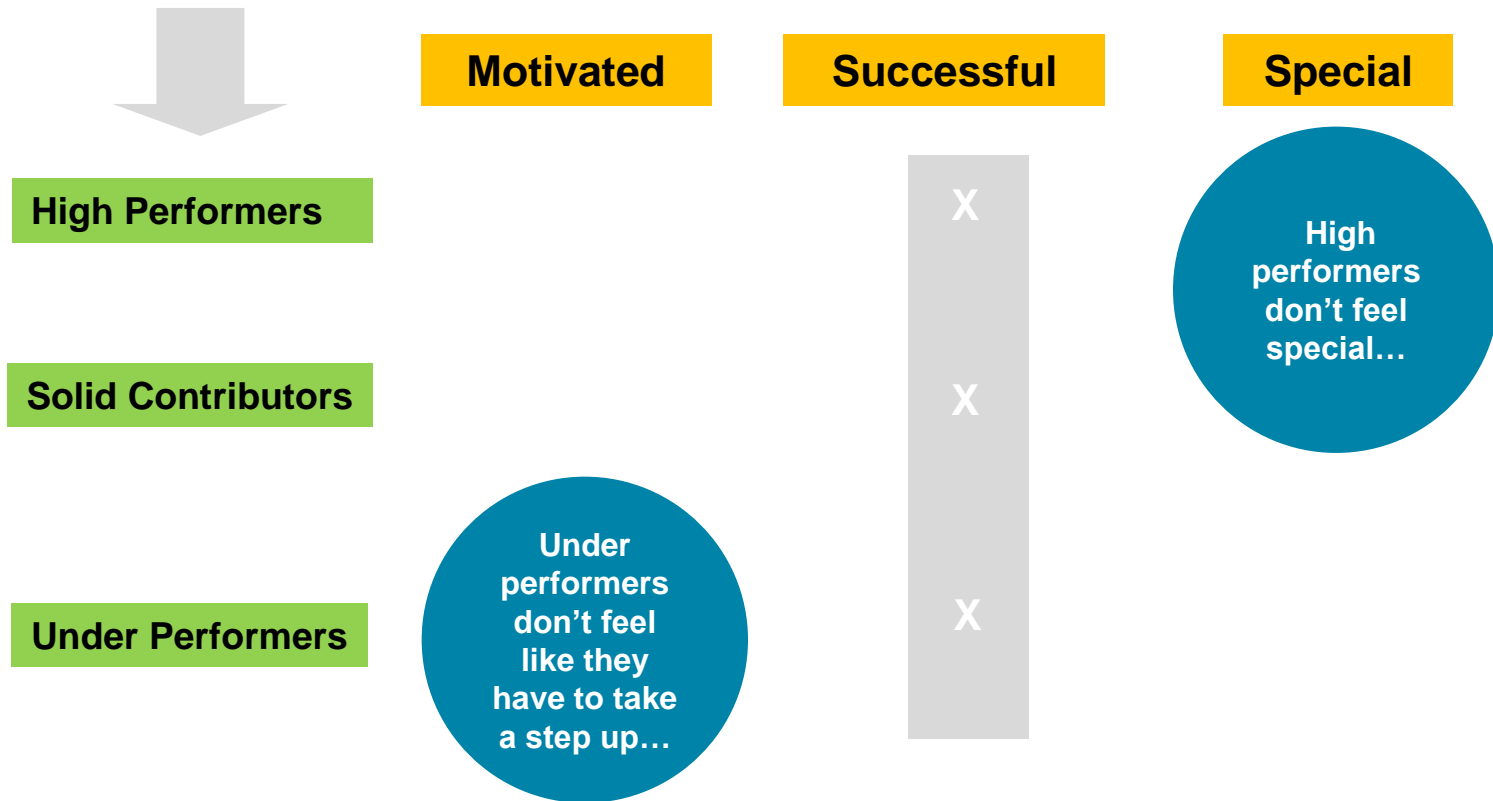 Motivated
Successful
Special
High Performers
X
High
performers
don’t feel
special…
Solid Contributors
X
Under Performers
Under
performers
don’t feel
like they
have to take
a step up…
X